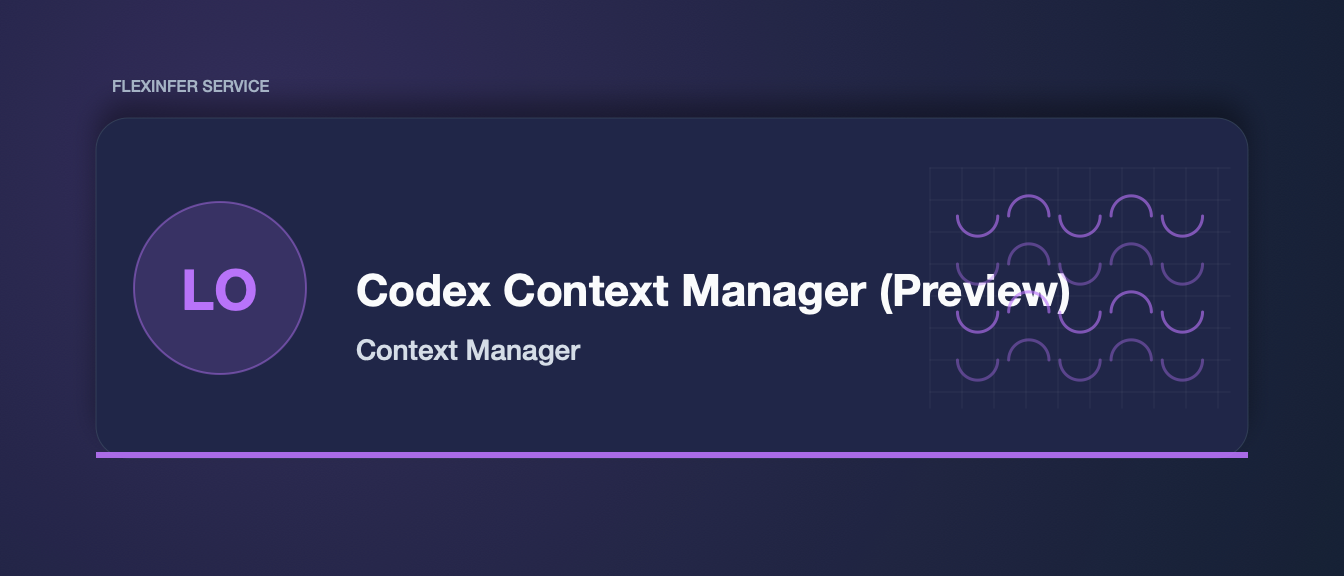 FLEXINFER SERVICE
LO
Codex Context Manager (Preview)
Context Manager